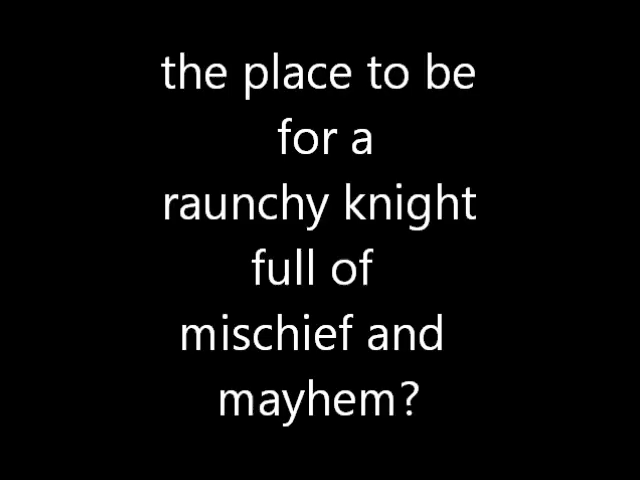 the place to be
for a
raunchy knight
full of
mischief and
mayhem?